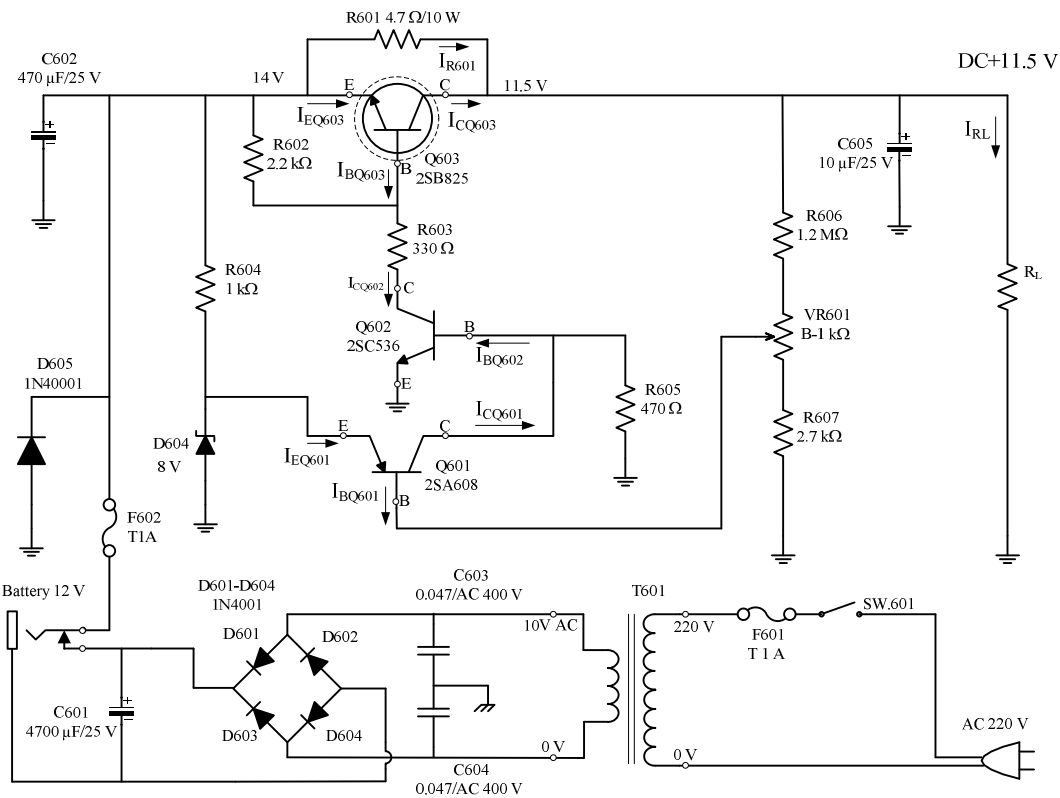 R601 4.7 Ω/10 W
I_R601
C602
470 µF/25 V
14 V
E
C
11.5 V
DC+11.5 V
I_EQ603
I_CQ603
R602
2.2 kΩ
I_BQ603
B
Q603
2SB825
C605
10 µF/25 V
I_RL
R603
330 Ω
R606
1.2 MΩ
R604
1 kΩ
I_CQ602
C
R_L
Q602
2SC536
B
I_BQ602
VR601
B-1 kΩ
E
D605
1N40001
R605
470 Ω
I_CQ601
R607
2.7 kΩ
D604
8 V
E
C
I_EQ601
Q601
2SA608
I_BQ601
B
F602
T1A
Battery 12 V
D601-D604
1N4001
C603
0.047/AC 400 V
T601
D601
D602
10V AC
220 V
F601
T 1 A
SW.601
C601
4700 µF/25 V
D603
D604
0 V
0 V
AC 220 V
C604
0.047/AC 400 V